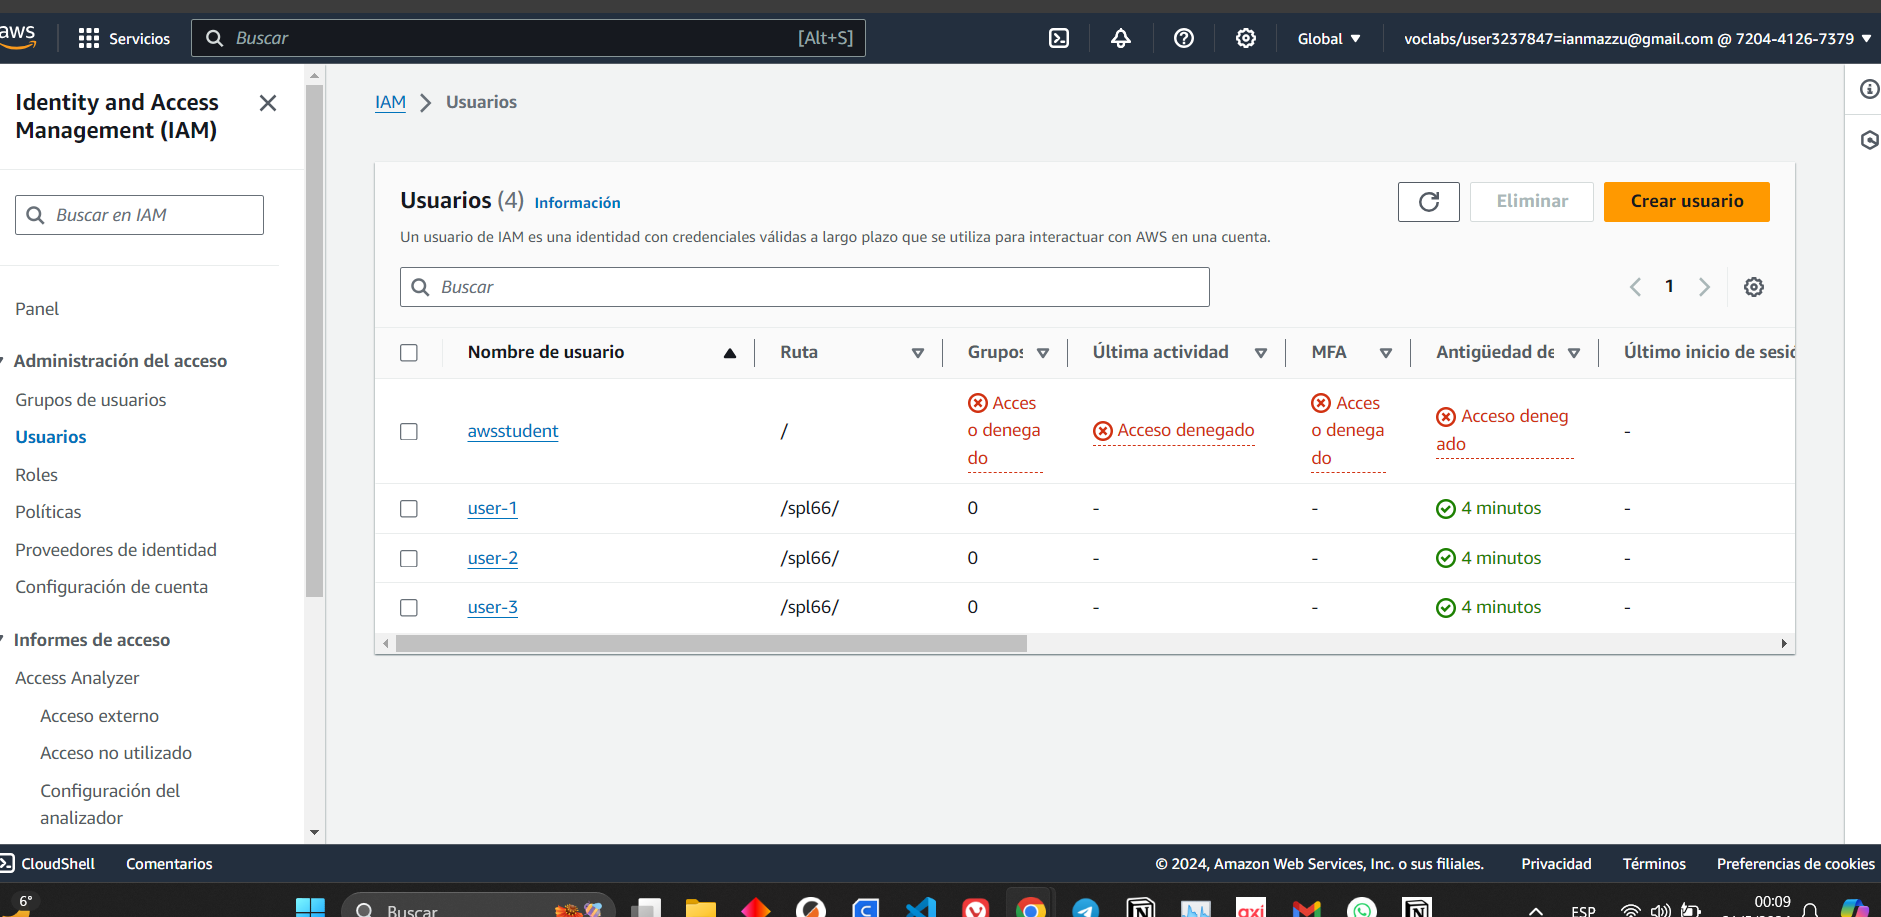 aws
Servicios
Buscar
[Alt+S]
Global
voclabs/user3237847=ianmazzu@gmail.com @ 7204-4126-7379
Identity and Access
Management (IAM)
Buscar en IAM
Panel
Administración del acceso
Grupos de usuarios
Usuarios
Roles
Políticas
Proveedores de identidad
Configuración de cuenta
Informes de acceso
Access Analyzer
Acceso externo
Acceso no utilizado
Configuración del
analizador
IAM > Usuarios
Usuarios (4) Información
Eliminar
Crear usuario
Un usuario de IAM es una identidad con credenciales válidas a largo plazo que se utiliza para interactuar con AWS en una cuenta.
Buscar
1
Nombre de usuario Ruta Grupos Última actividad MFA Antigüedad de Último inicio de sesió
awsstudent / Acces
o denega
do Acceso denegado Acces
o denega
do Acceso deneg
ado -
user-1 /spl66/ 0 - - 4 minutos -
user-2 /spl66/ 0 - - 4 minutos -
user-3 /spl66/ 0 - - 4 minutos -
CloudShell Comentarios © 2024, Amazon Web Services, Inc. o sus filiales. Privacidad Términos Preferencias de cookies
6°
Buscar
axi
ESP
00:09